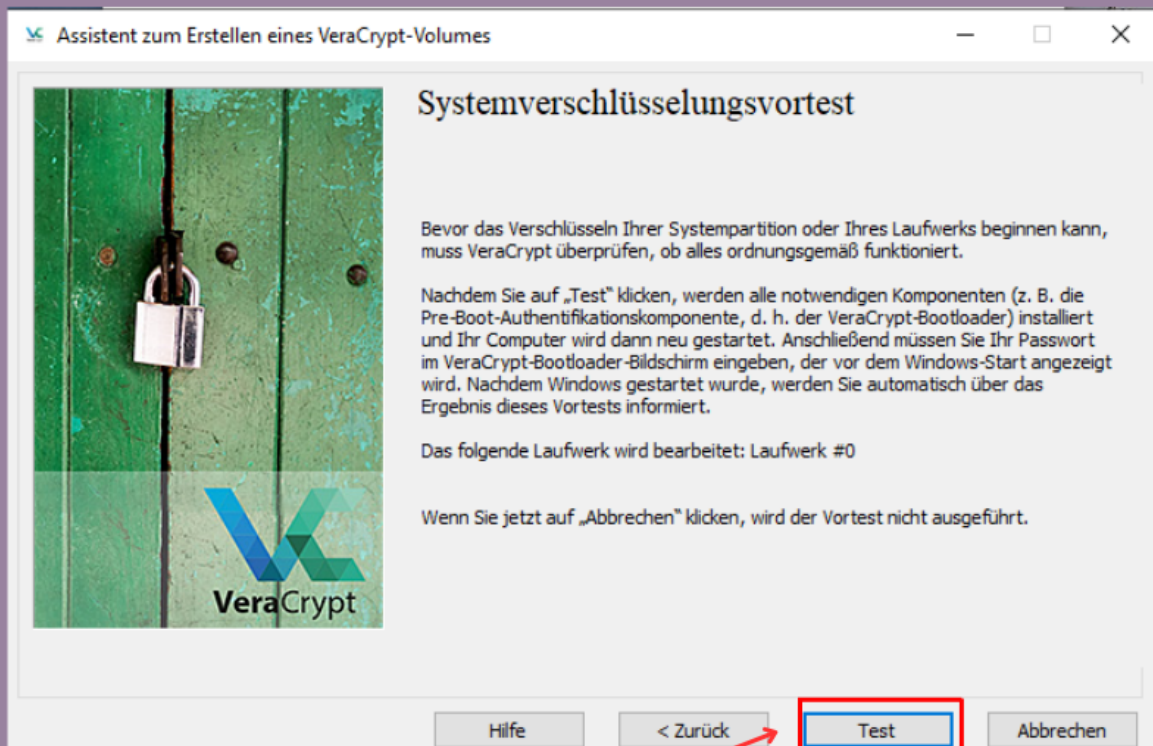 Assistent zum Erstellen eines VeraCrypt-Volumes
Systemverschlüsselungsvortest
Bevor das Verschlüsseln Ihrer Systempartition oder Ihres Laufwerks beginnen kann,
muss VeraCrypt überprüfen, ob alles ordnungsgemäß funktioniert.
Nachdem Sie auf „Test“ klicken, werden alle notwendigen Komponenten (z. B. die
Pre-Boot-Authentifikationskomponente, d. h. der VeraCrypt-Bootloader) installiert
und Ihr Computer wird dann neu gestartet. Anschließend müssen Sie Ihr Passwort
im VeraCrypt-Bootloader-Bildschirm eingeben, der vor dem Windows-Start angezeigt
wird. Nachdem Windows gestartet wurde, werden Sie automatisch über das
Ergebnis dieses Vortests informiert.
Das folgende Laufwerk wird bearbeitet: Laufwerk #0
Wenn Sie jetzt auf „Abbrechen“ klicken, wird der Vortest nicht ausgeführt.
VeraCrypt
Hilfe
< Zurück
Test
Abbrechen